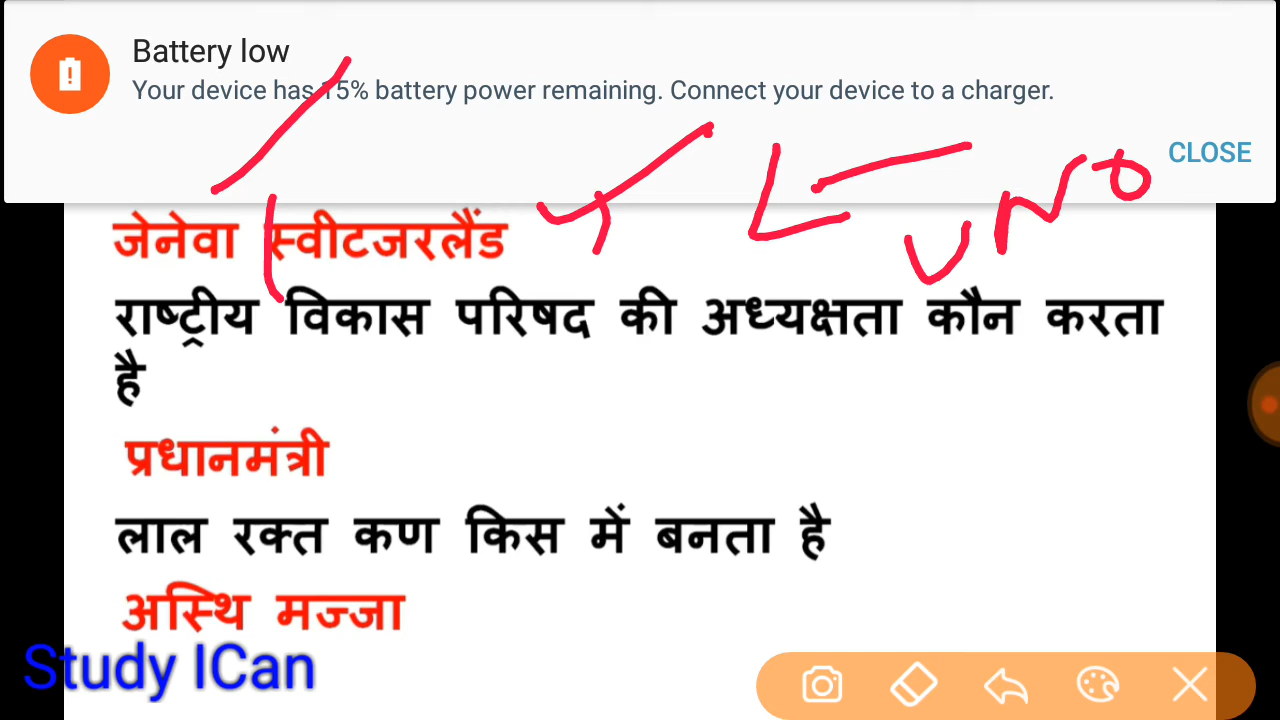 Battery low
Your device has 15% battery power remaining. Connect your device to a charger.
CLOSE
UNO
जेनेवा स्वीटजरलैंड
राष्ट्रीय विकास परिषद की अध्यक्षता कौन करता
है
प्रधानमंत्री
लाल रक्त कण किस में बनता है
अस्थि मज्जा
Study ICan